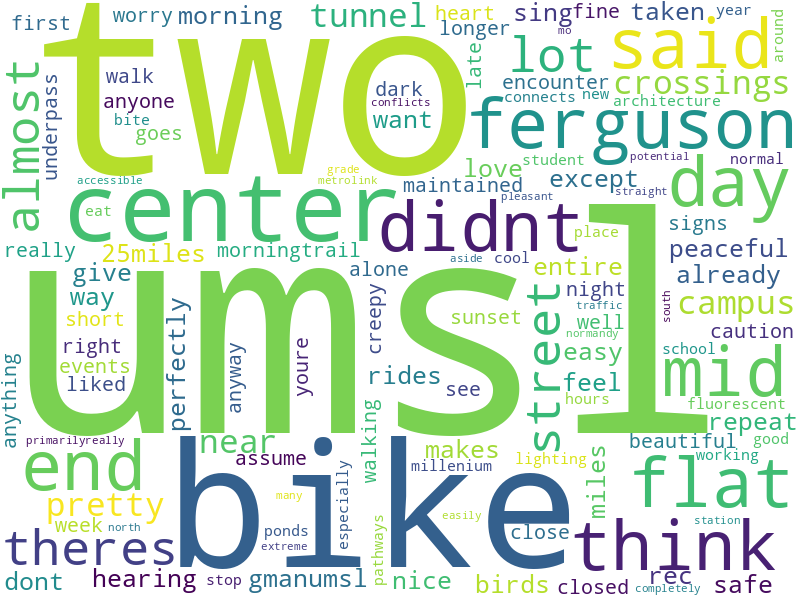 first
worry
morning
tunnel
heart
longer
sing
fine
taken
year
mo
around
two
said
lot
crossings
late
encounter
connects
new
architecture
almost
underpass
walk
anyone
bite
goes
dark
conflicts
want
ferguson
accessible
grade
metrolink
love
student
potential
normal
maintained
except
pleasant
straight
day
center
eat
didnt
signs
really
25miles
morningtrail
aside
cool
place
peaceful
give
way
alone
entire
night
already
umsl
short
right
events
liked
perfectly
anyway
youre
creepy
sunset
rides
see
street
traffic
well
normandy
easy
feel
south
campus
caution
school
mid
hours
fluorescent
repeat
anything
primarilyreally
near
assume
walking
makes
millenium
lighting
miles
beautiful
good
working
end
pretty
week
north
bike
many
ponds
extreme
especially
easily
close
flat
station
theres
think
dont
hearing
stop
gmanumsl
pathways
nice
birds
closed
rec
completely
safe